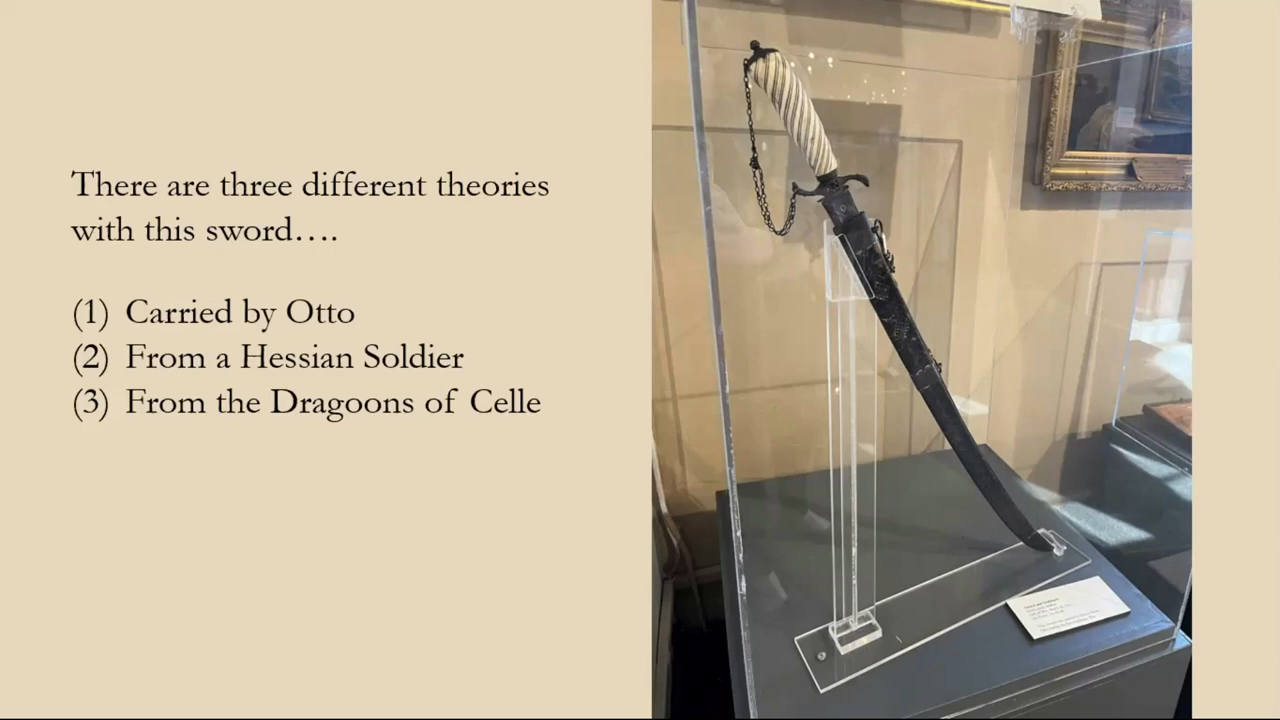 There are three different theories
with this sword….
(1) Carried by Otto
(2) From a Hessian Soldier
(3) From the Dragoons of Celle